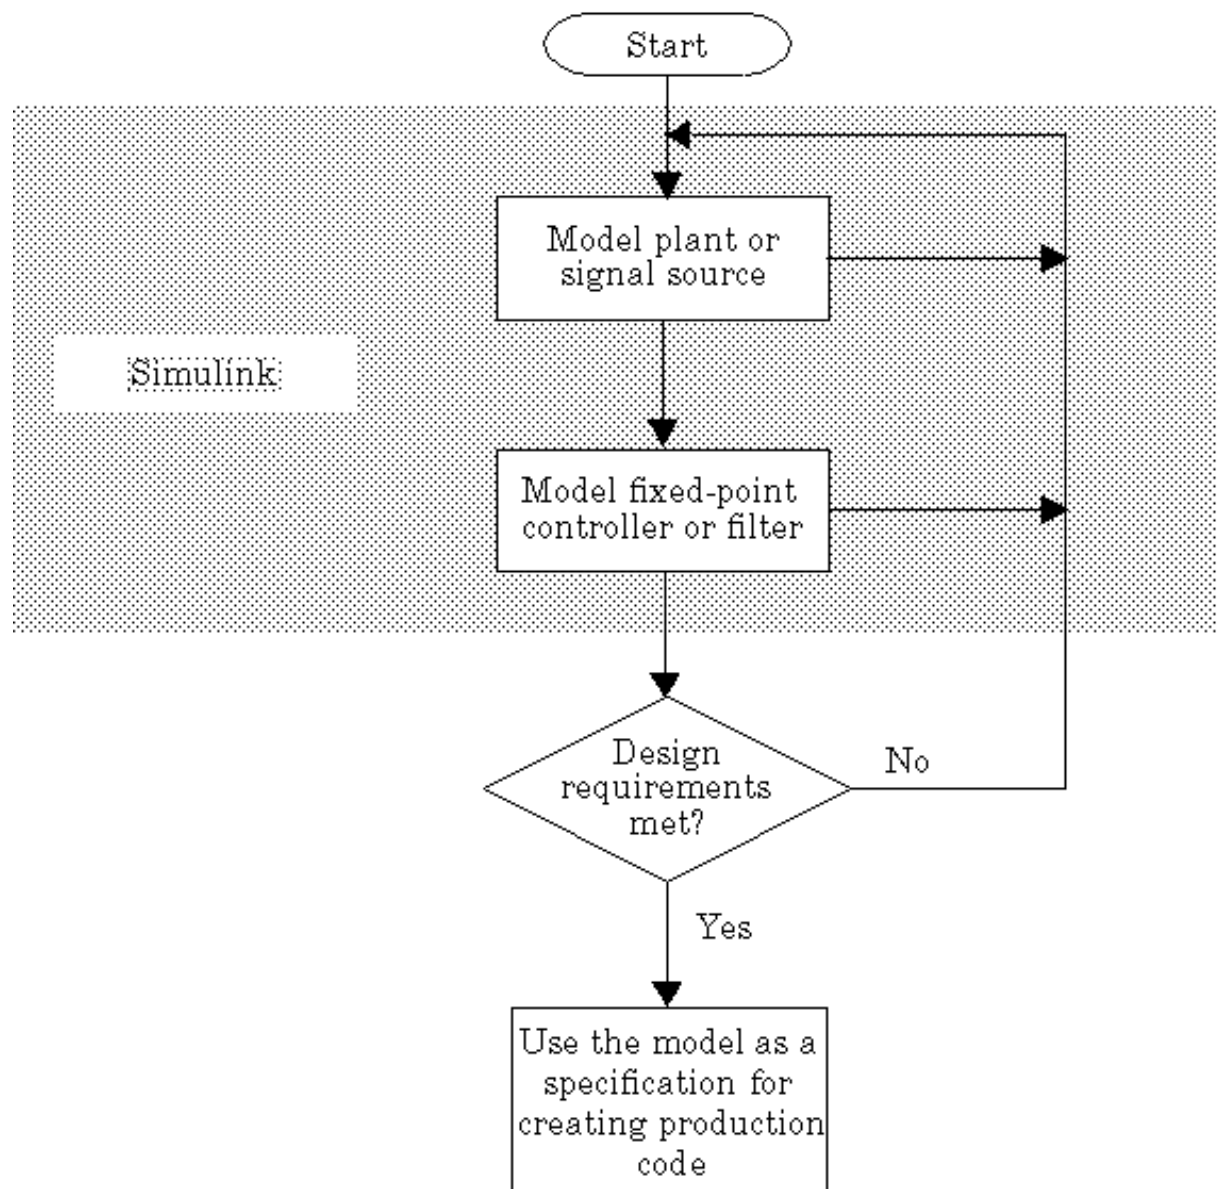 Start
Model plant or
signal source
Simulink
Model fixed-point
controller or filter
Design
requirements
met?
No
Yes
Use the model as a
specification for
creating production
code